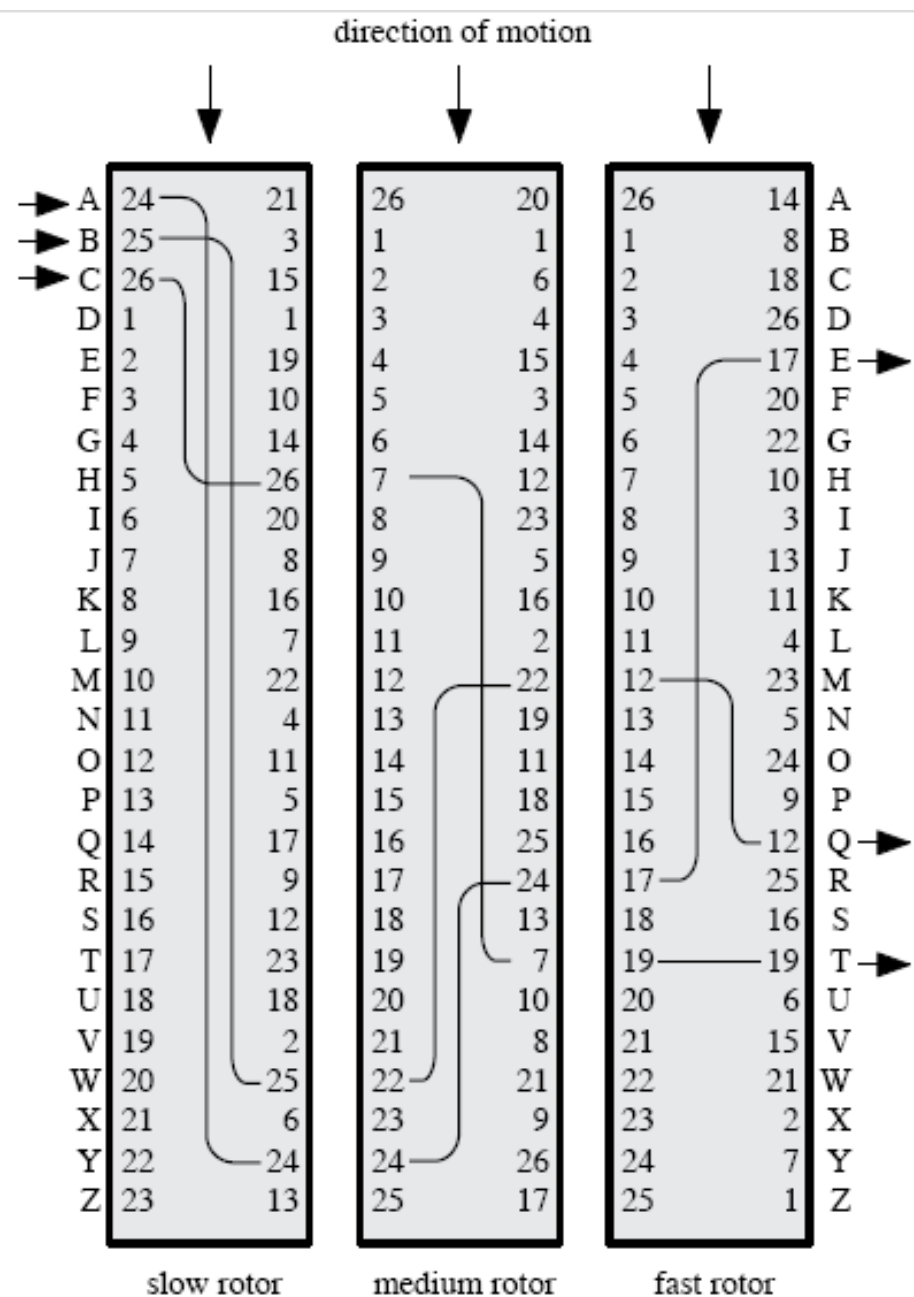 direction of motion
A 24 21 26 20 26 14 A
B 25 3 1 1 1 8 B
C 26 15 2 6 2 18 C
D 1 1 3 4 3 26 D
E 2 19 4 15 4 17 E
F 3 10 5 3 5 20 F
G 4 14 6 14 6 22 G
H 5 26 7 12 7 10 H
I 6 20 8 23 8 3 I
J 7 8 9 5 9 13 J
K 8 16 10 16 10 11 K
L 9 7 11 2 11 4 L
M 10 22 12 22 12 23 M
N 11 4 13 19 13 5 N
O 12 11 14 11 14 24 O
P 13 5 15 18 15 9 P
Q 14 17 16 25 16 12 Q
R 15 9 17 24 17 25 R
S 16 12 18 13 18 16 S
T 17 23 19 7 19 19 T
U 18 18 20 10 20 6 U
V 19 2 21 8 21 15 V
W 20 25 22 21 22 21 W
X 21 6 23 9 23 2 X
Y 22 24 24 26 24 7 Y
Z 23 13 25 17 25 1 Z
slow rotor medium rotor fast rotor